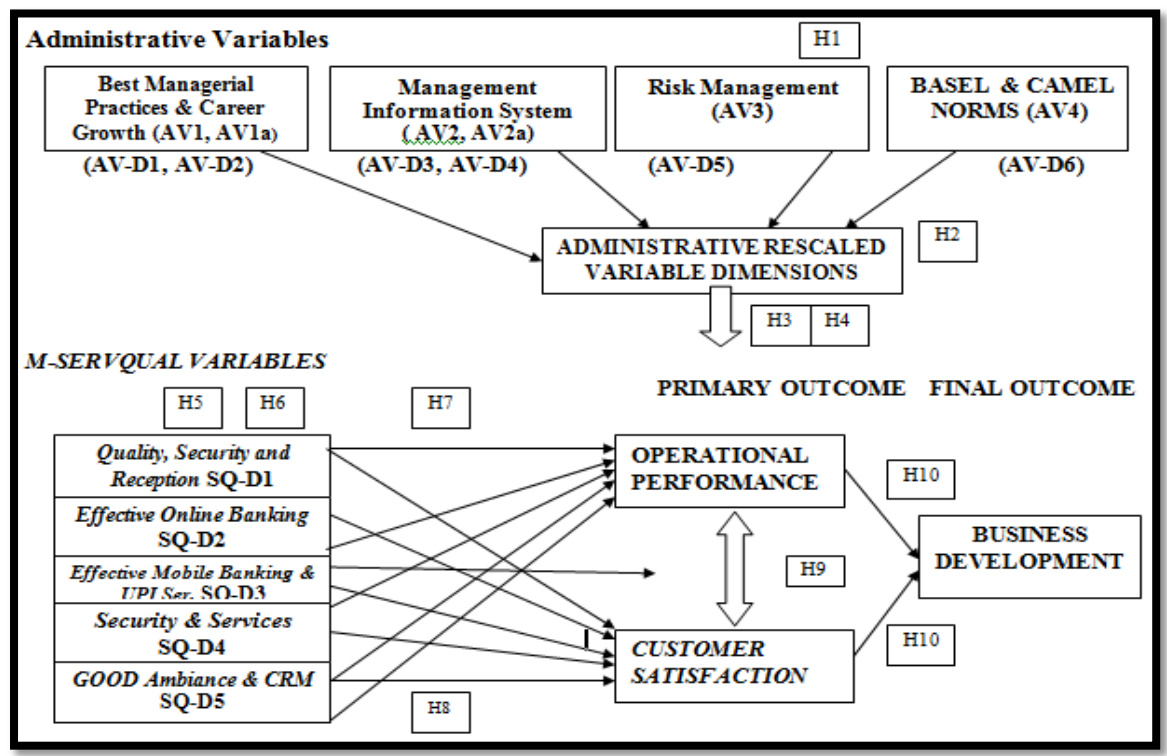 Administrative Variables
H1
Best Managerial
Practices & Career
Growth (AV1, AV1a)
(AV-D1, AV-D2)
Management
Information System
( AV2, AV2a)
(AV-D3, AV-D4)
Risk Management
(AV3)
(AV-D5)
BASEL & CAMEL
NORMS (AV4)
(AV-D6)
ADMINISTRATIVE RESCALED
VARIABLE DIMENSIONS
H2
H3
H4
M-SERVQUAL VARIABLES
PRIMARY OUTCOME
FINAL OUTCOME
H5
H6
H7
Quality, Security and
Reception SQ-D1
Effective Online Banking
SQ-D2
Effective Mobile Banking &
UPI Ser. SQ-D3
Security & Services
SQ-D4
GOOD Ambiance & CRM
SQ-D5
OPERATIONAL
PERFORMANCE
H10
BUSINESS
DEVELOPMENT
H9
CUSTOMER
SATISFACTION
H10
H8